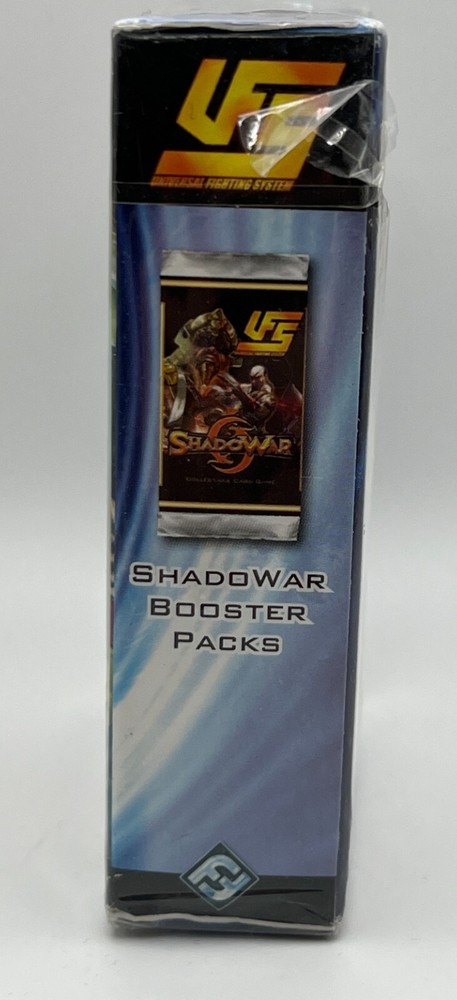 UFS
UNIVERSAL FIGHTING SYSTEM
UFS
SHADOWAR
COLLECTIBLE CARD GAME
SHADOWAR
BOOSTER
PACKS